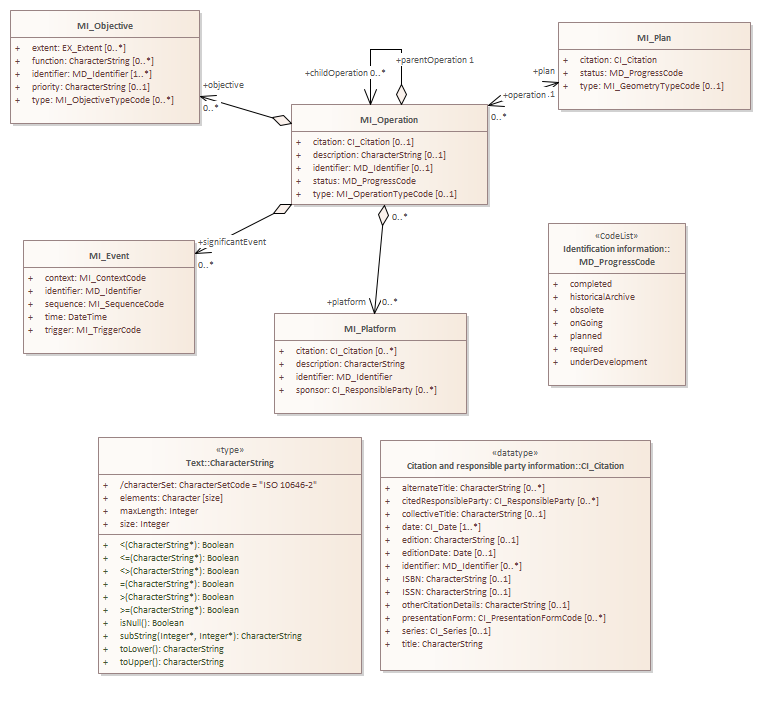 MI_Objective
+ extent: EX_Extent [0..*]
+ function: CharacterString [0..*]
+ identifier: MD_Identifier [1..*]
+ priority: CharacterString [0..1]
+ type: MI_ObjectiveTypeCode [0..*]
MI_Plan
+ citation: CI_Citation
+ status: MD_ProgressCode
+ type: MI_GeometryTypeCode [0..1]
+childOperation 0..*
+parentOperation 1
+objective
0..*
+plan
+operation
0..1
0..*
MI_Operation
+ citation: CI_Citation [0..1]
+ description: CharacterString [0..1]
+ identifier: MD_Identifier [0..1]
+ status: MD_ProgressCode
+ type: MI_OperationTypeCode [0..1]
+significantEvent
0..*
0..*
+platform
0..*
MI_Event
+ context: MI_ContextCode
+ identifier: MD_Identifier
+ sequence: MI_SequenceCode
+ time: DateTime
+ trigger: MI_TriggerCode
«CodeList»
Identification information::
MD_ProgressCode
+ completed
+ historicalArchive
+ obsolete
+ onGoing
+ planned
+ required
+ underDevelopment
MI_Platform
+ citation: CI_Citation [0..*]
+ description: CharacterString
+ identifier: MD_Identifier
+ sponsor: CI_ResponsibleParty [0..*]
«type»
Text::CharacterString
+ /characterSet: CharacterSetCode = "ISO 10646-2"
+ elements: Character [size]
+ maxLength: Integer
+ size: Integer
+ <(CharacterString*): Boolean
+ <=(CharacterString*): Boolean
+ <>(CharacterString*): Boolean
+ =(CharacterString*): Boolean
+ >(CharacterString*): Boolean
+ >=(CharacterString*): Boolean
+ isNull(): Boolean
+ subString(Integer*, Integer*): CharacterString
+ toLower(): CharacterString
+ toUpper(): CharacterString
«datatype»
Citation and responsible party information::CI_Citation
+ alternateTitle: CharacterString [0..*]
+ citedResponsibleParty: CI_ResponsibleParty [0..*]
+ collectiveTitle: CharacterString [0..1]
+ date: CI_Date [1..*]
+ edition: CharacterString [0..1]
+ editionDate: Date [0..1]
+ identifier: MD_Identifier [0..*]
+ ISBN: CharacterString [0..1]
+ ISSN: CharacterString [0..1]
+ otherCitationDetails: CharacterString [0..1]
+ presentationForm: CI_PresentationFormCode [0..*]
+ series: CI_Series [0..1]
+ title: CharacterString